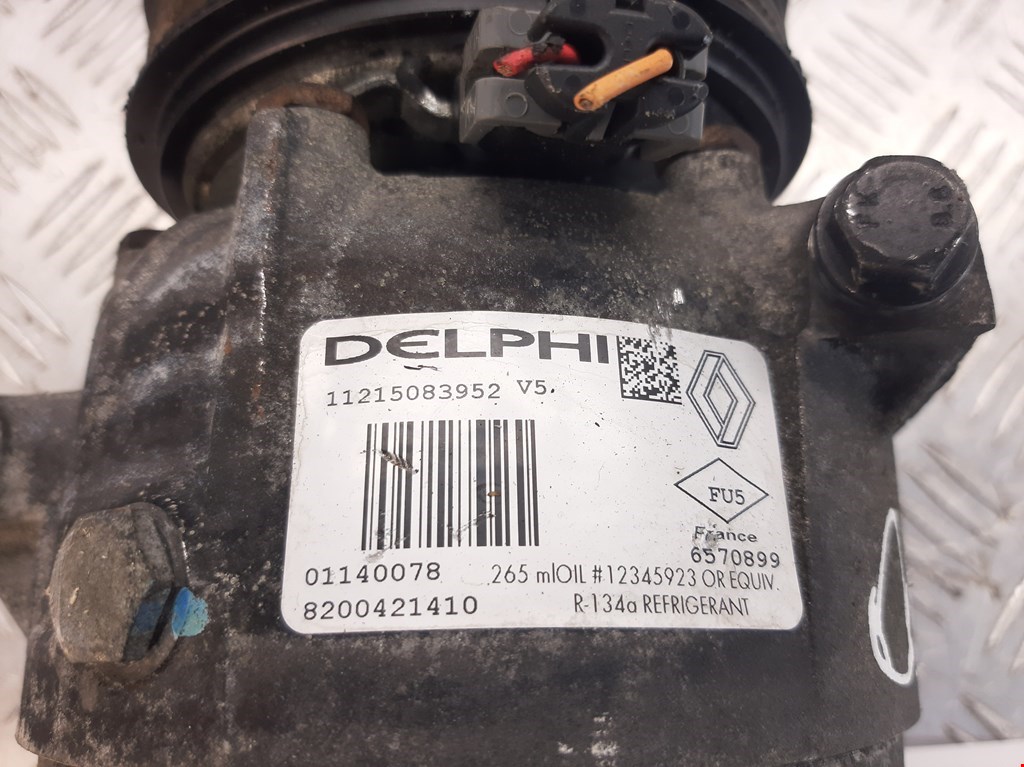 DELPHI
11215083952 V5.
FU5
France
6570899
01140078
265 mlOIL #12345923 OR EQUIV.
8200421410
R-134a REFRIGERANT